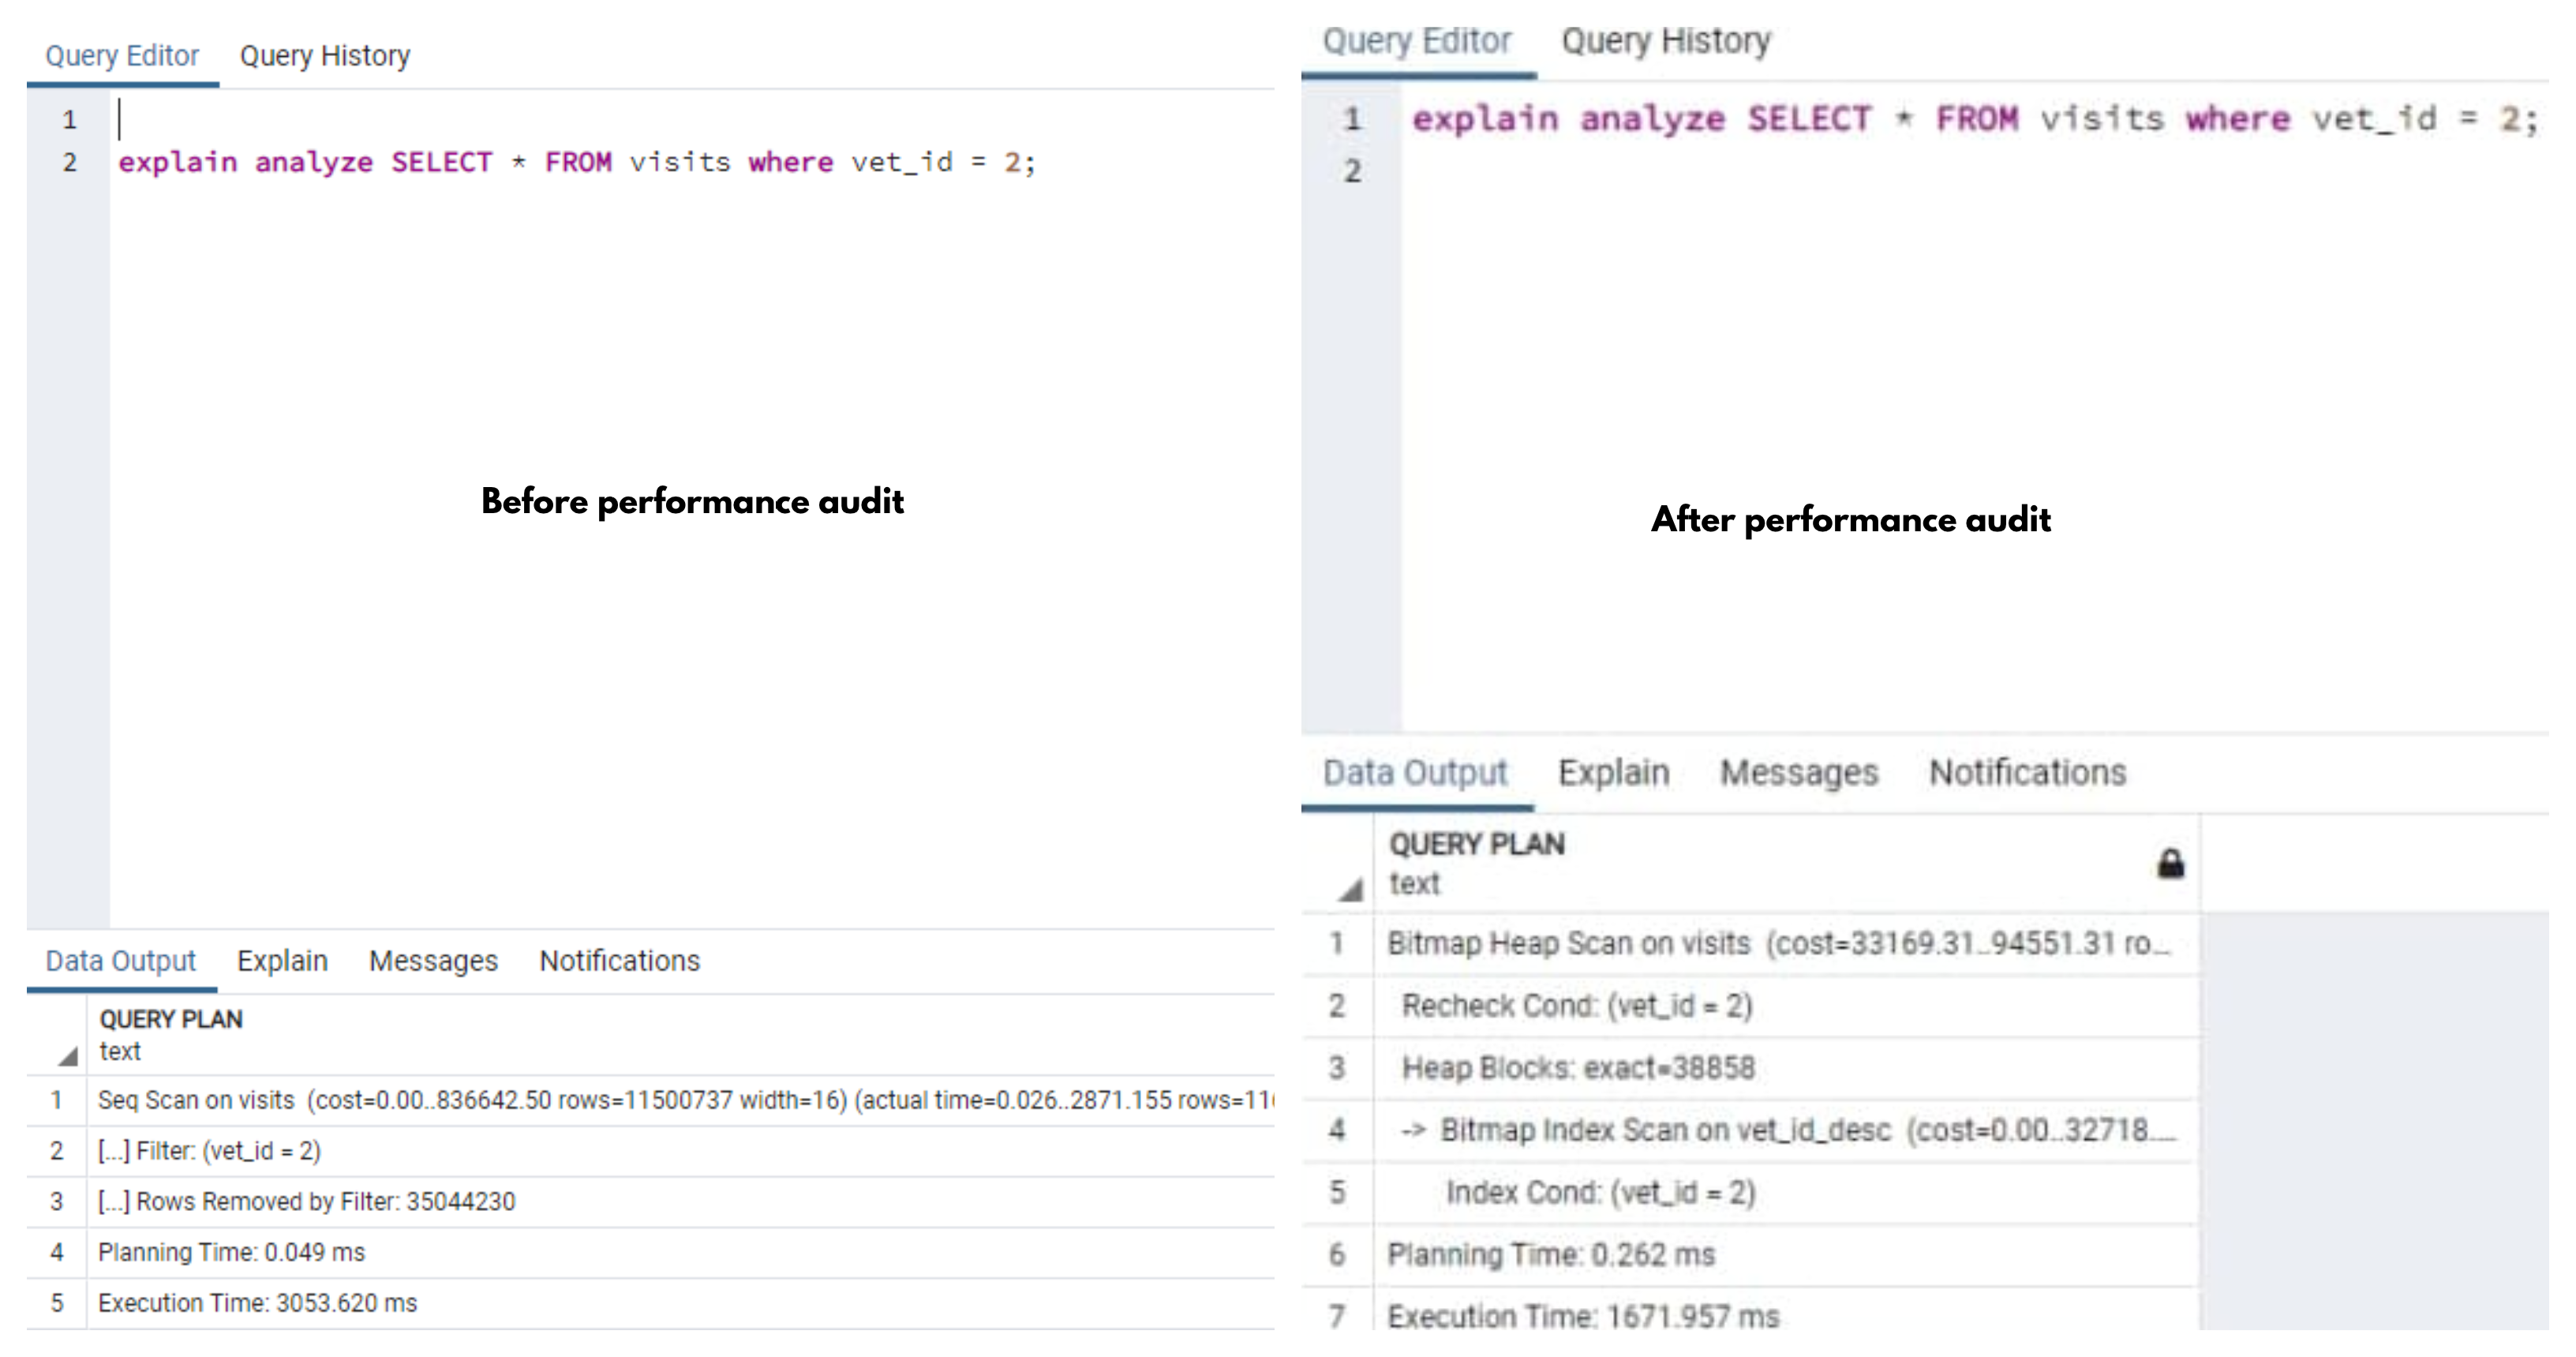 Query Editor Query History
1
2 explain analyze SELECT * FROM visits where vet_id = 2;
Before performance audit
Data Output Explain Messages Notifications
QUERY PLAN
text
1 Seq Scan on visits (cost=0.00..836642.50 rows=11500737 width=16) (actual time=0.026..2871.155 rows=11
2 [...] Filter: (vet_id = 2)
3 [...] Rows Removed by Filter: 35044230
4 Planning Time: 0.049 ms
5 Execution Time: 3053.620 ms
Query Editor Query History
1 explain analyze SELECT * FROM visits where vet_id = 2;
2
After performance audit
Data Output Explain Messages Notifications
QUERY PLAN
text
1 Bitmap Heap Scan on visits (cost=33169.31..94551.31 ro...
2 Recheck Cond: (vet_id = 2)
3 Heap Blocks: exact=38858
4 -> Bitmap Index Scan on vet_id_desc (cost=0.00..32718....
5 Index Cond: (vet_id = 2)
6 Planning Time: 0.262 ms
7 Execution Time: 1671.957 ms